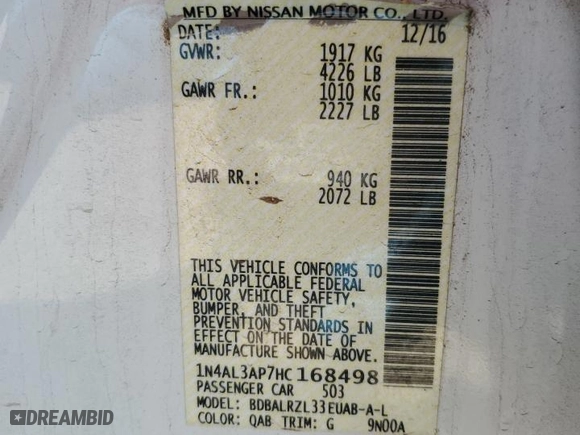 MFD BY NISSAN MOTOR CO., LTD.
DATE: 12/16
GVWR: 1917 KG
4226 LB
GAWR FR.: 1010 KG
2227 LB
GAWR RR.: 940 KG
2072 LB
THIS VEHICLE CONFORMS TO
ALL APPLICABLE FEDERAL
MOTOR VEHICLE SAFETY,
BUMPER, AND THEFT
PREVENTION STANDARDS IN
EFFECT ON THE DATE OF
MANUFACTURE SHOWN ABOVE.
1N4AL3AP7HC168498
PASSENGER CAR 503
MODEL: BDBALRZL33EUAB-A-L
COLOR: QAB TRIM: G 9N00A
DEALER'S CAR LIMITED